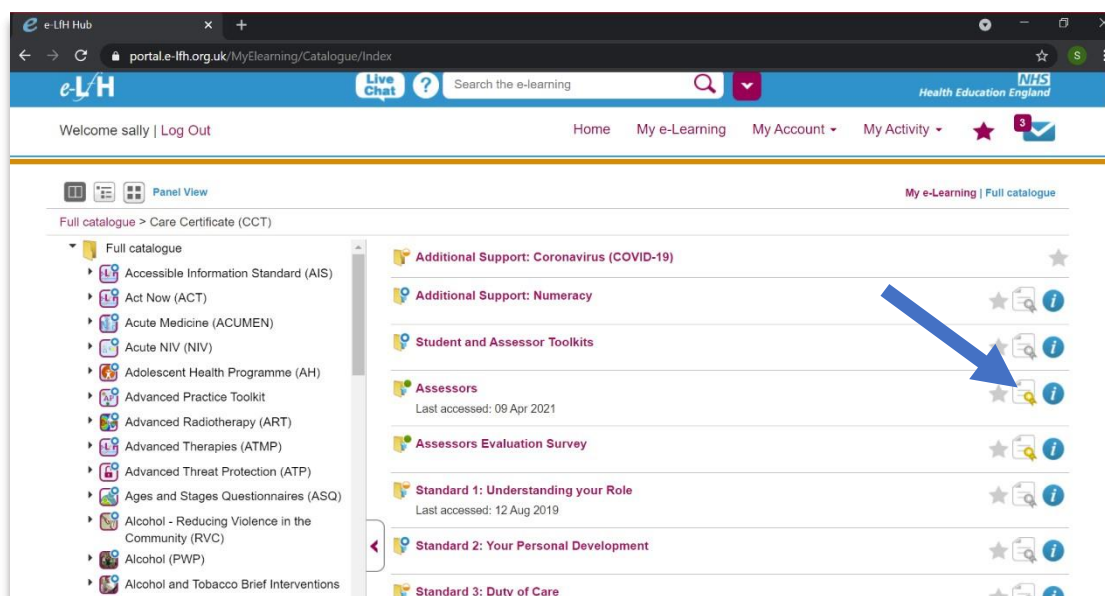 e-LfH Hub
portal.e-lfh.org.uk/MyElearning/Catalogue/Index
S
e-LfH
Live Chat
?
Search the e-learning
NHS
Health Education England
Welcome sally | Log Out
Home
My e-Learning
My Account
My Activity
3
Panel View
My e-Learning | Full catalogue
Full catalogue > Care Certificate (CCT)
Full catalogue
Accessible Information Standard (AIS)
Act Now (ACT)
Acute Medicine (ACUMEN)
Acute NIV (NIV)
Adolescent Health Programme (AH)
Advanced Practice Toolkit
Advanced Radiotherapy (ART)
Advanced Therapies (ATMP)
Advanced Threat Protection (ATP)
Ages and Stages Questionnaires (ASQ)
Alcohol - Reducing Violence in the
Community (RVC)
Alcohol (PWP)
Alcohol and Tobacco Brief Interventions
Additional Support: Coronavirus (COVID-19)
Additional Support: Numeracy
Student and Assessor Toolkits
Assessors
Last accessed: 09 Apr 2021
Assessors Evaluation Survey
Standard 1: Understanding your Role
Last accessed: 12 Aug 2019
Standard 2: Your Personal Development
Standard 3: Duty of Care